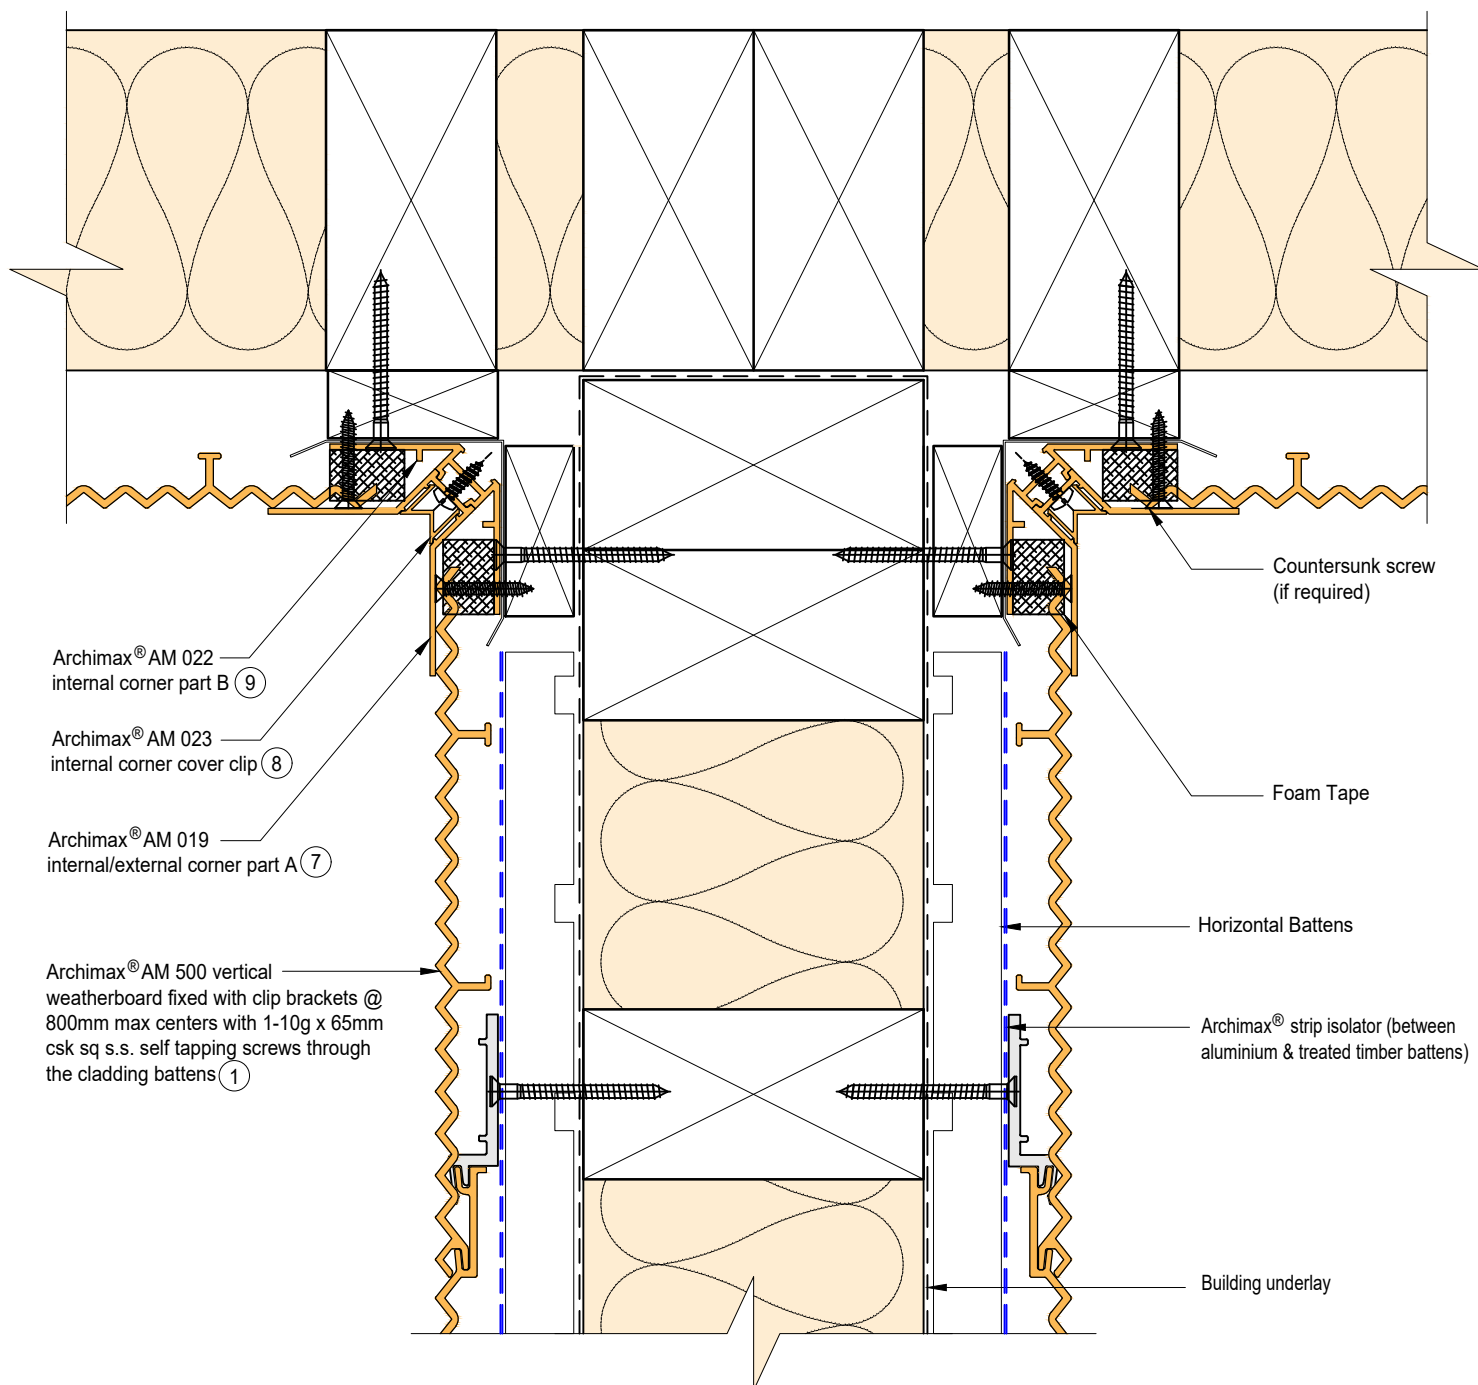 Archimax® AM 022
internal corner part B 9
Archimax® AM 023
internal corner cover clip 8
Archimax® AM 019
internal/external corner part A 7
Archimax® AM 500 vertical
weatherboard fixed with clip brackets @
800mm max centers with 1-10g x 65mm
csk sq s.s. self tapping screws through
the cladding battens 1
Countersunk screw
(if required)
Foam Tape
Horizontal Battens
Archimax® strip isolator (between
aluminium & treated timber battens)
Building underlay